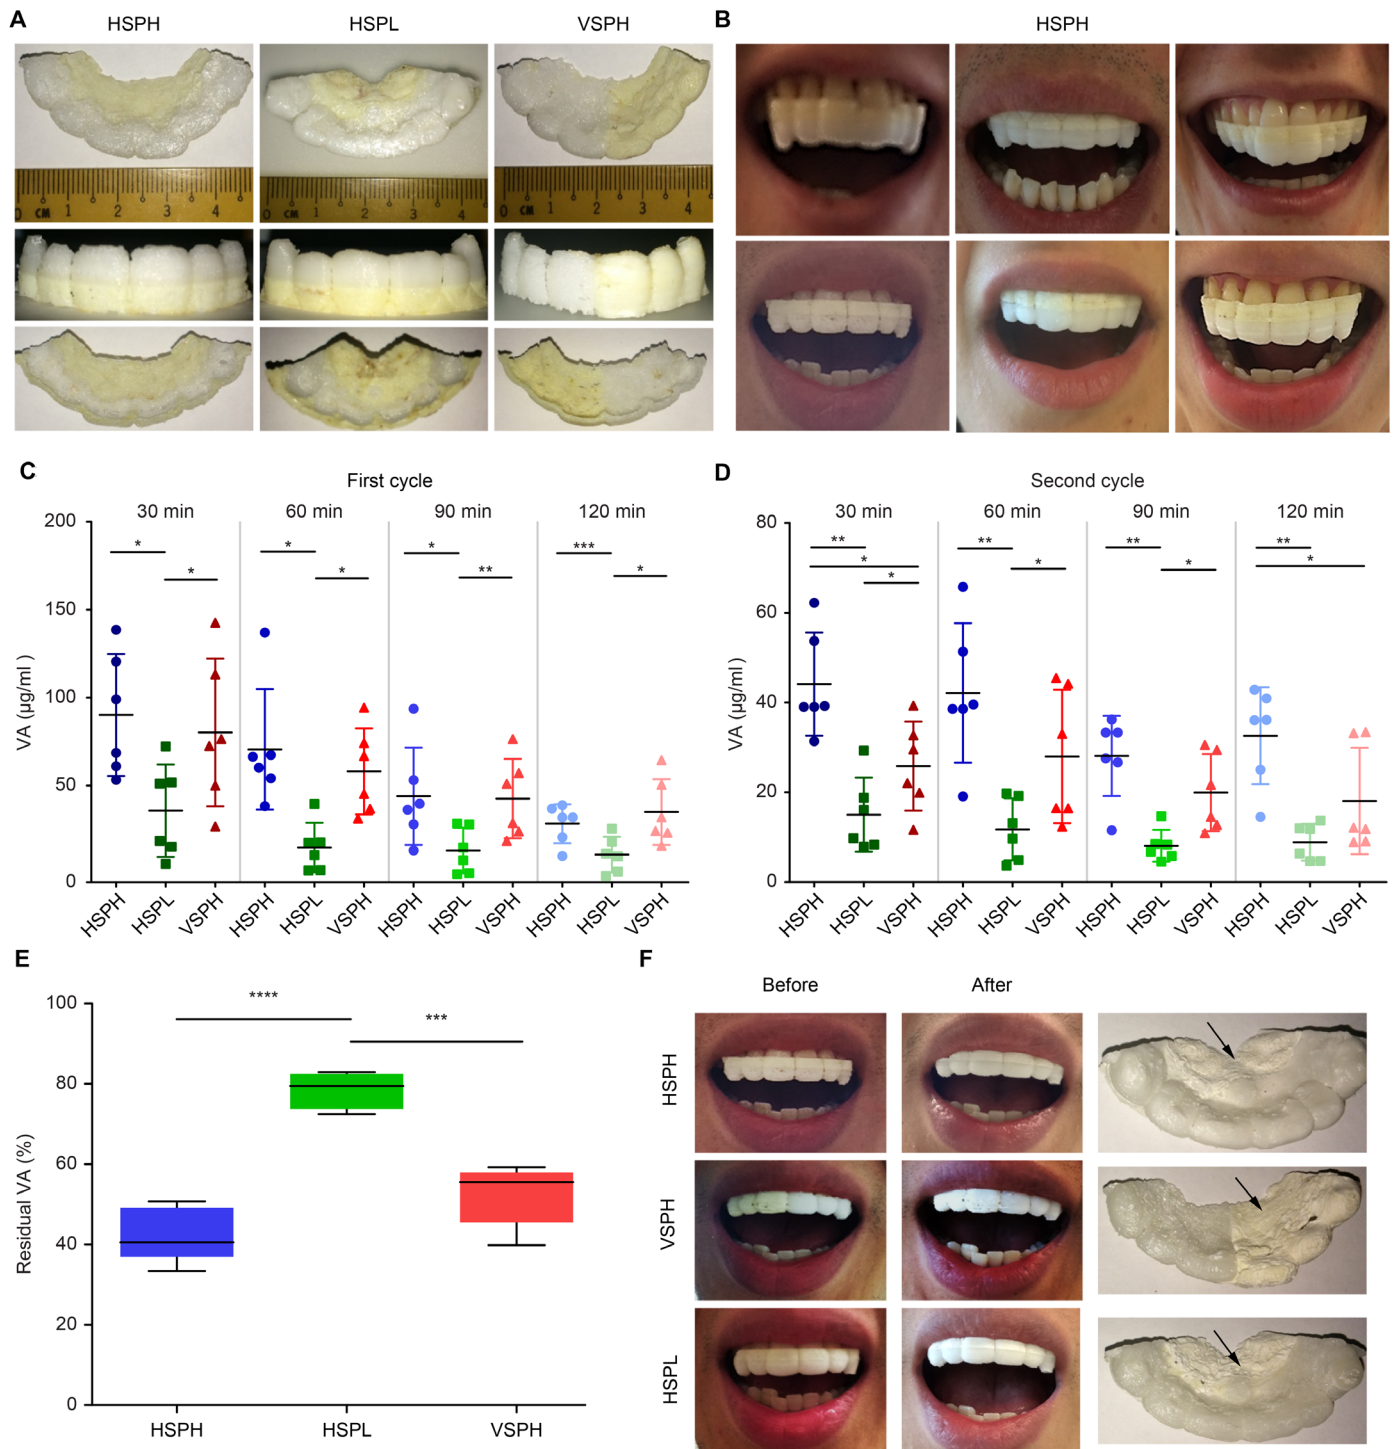 A
HSPH
HSPL
VSPH
0 CM 1 2 3 4
0 CM 1 2 3 4
0 CM 1 2 3 4
B
HSPH
C
First cycle
30 min
60 min
90 min
120 min
*
*
*
*
*
**
***
*
VA (µg/ml)
200
150
100
50
0
HSPH
HSPL
VSPH
HSPH
HSPL
VSPH
HSPH
HSPL
VSPH
HSPH
HSPL
VSPH
D
Second cycle
30 min
60 min
90 min
120 min
**
*
*
**
*
**
*
**
*
VA (µg/ml )
80
60
40
20
0
HSPH
HSPL
VSPH
HSPH
HSPL
VSPH
HSPH
HSPL
VSPH
HSPH
HSPL
VSPH
E
****
***
Residual VA (%)
100
80
60
40
20
0
HSPH
HSPL
VSPH
F
Before
After
HSPH
VSPH
HSPL